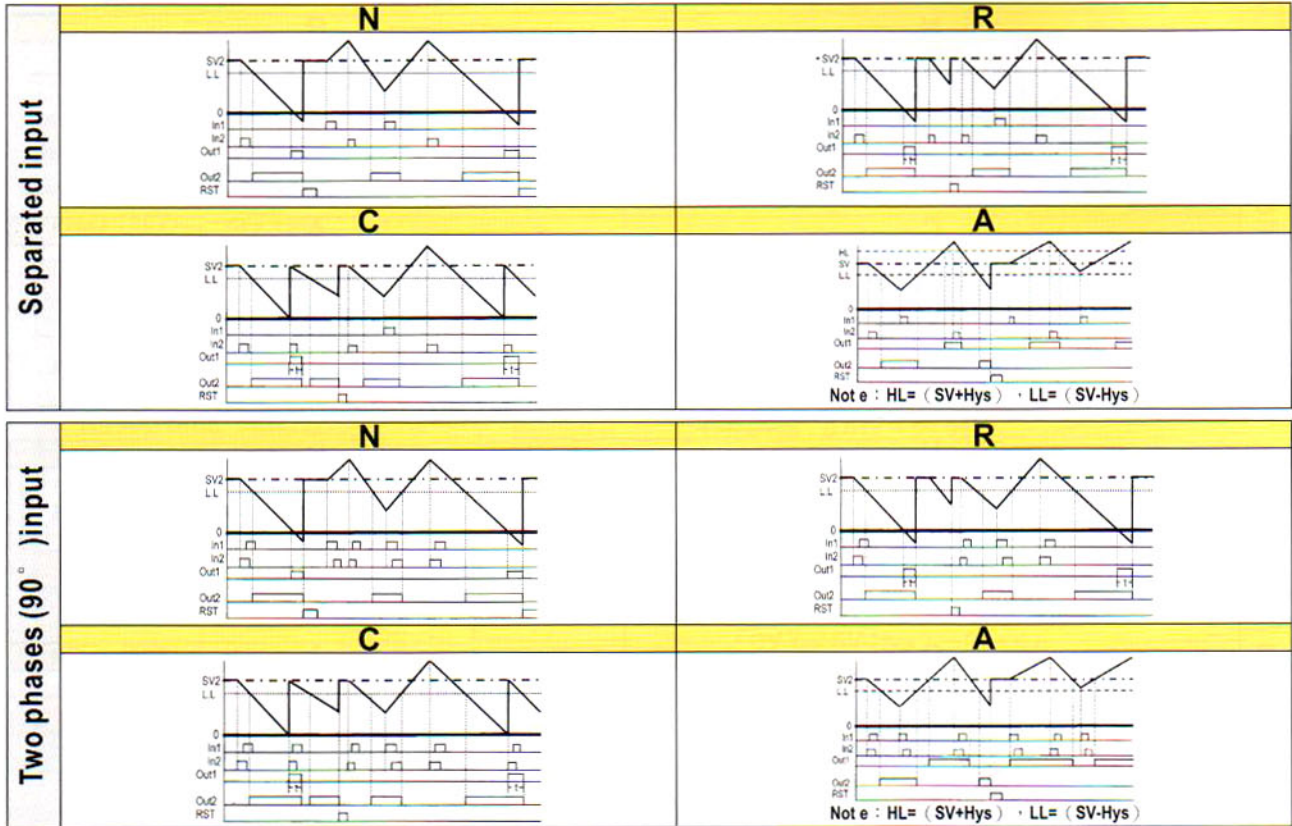 Separated input
N
SV2
L.L
0
In1
In2
Out1
Out2
RST
R
SV2
L.L
0
In1
In2
Out1
t
t
Out2
RST
C
SV2
L.L
0
In1
In2
Out1
t
t
Out2
RST
A
HL
SV
L.L
0
In1
In2
Out1
Out2
RST
Note : HL= (SV+Hys) , LL= (SV-Hys)
Two phases (90° )input
N
SV2
L.L
0
In1
In2
Out1
Out2
RST
R
SV2
L.L
0
In1
In2
Out1
t
t
Out2
RST
C
SV2
L.L
0
In1
In2
Out1
t
t
Out2
RST
A
SV2
L.L
0
In1
In2
Out1
Out2
RST
Note : HL= (SV+Hys) , LL= (SV-Hys)